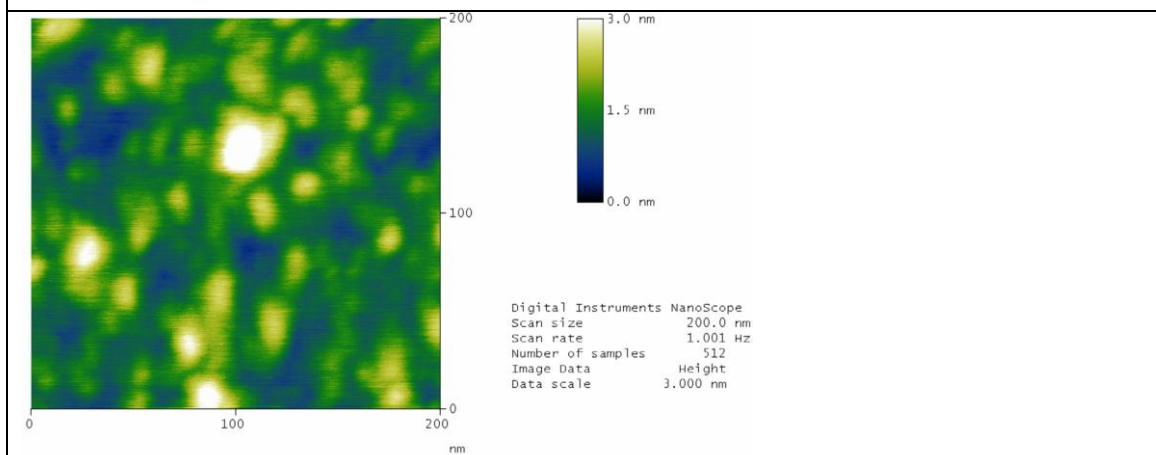 200
3.0 nm
1.5 nm
0.0 nm
100
0
0
100
200
nm
Digital Instruments NanoScope
Scan size 200.0 nm
Scan rate 1.001 Hz
Number of samples 512
Image Data Height
Data scale 3.000 nm